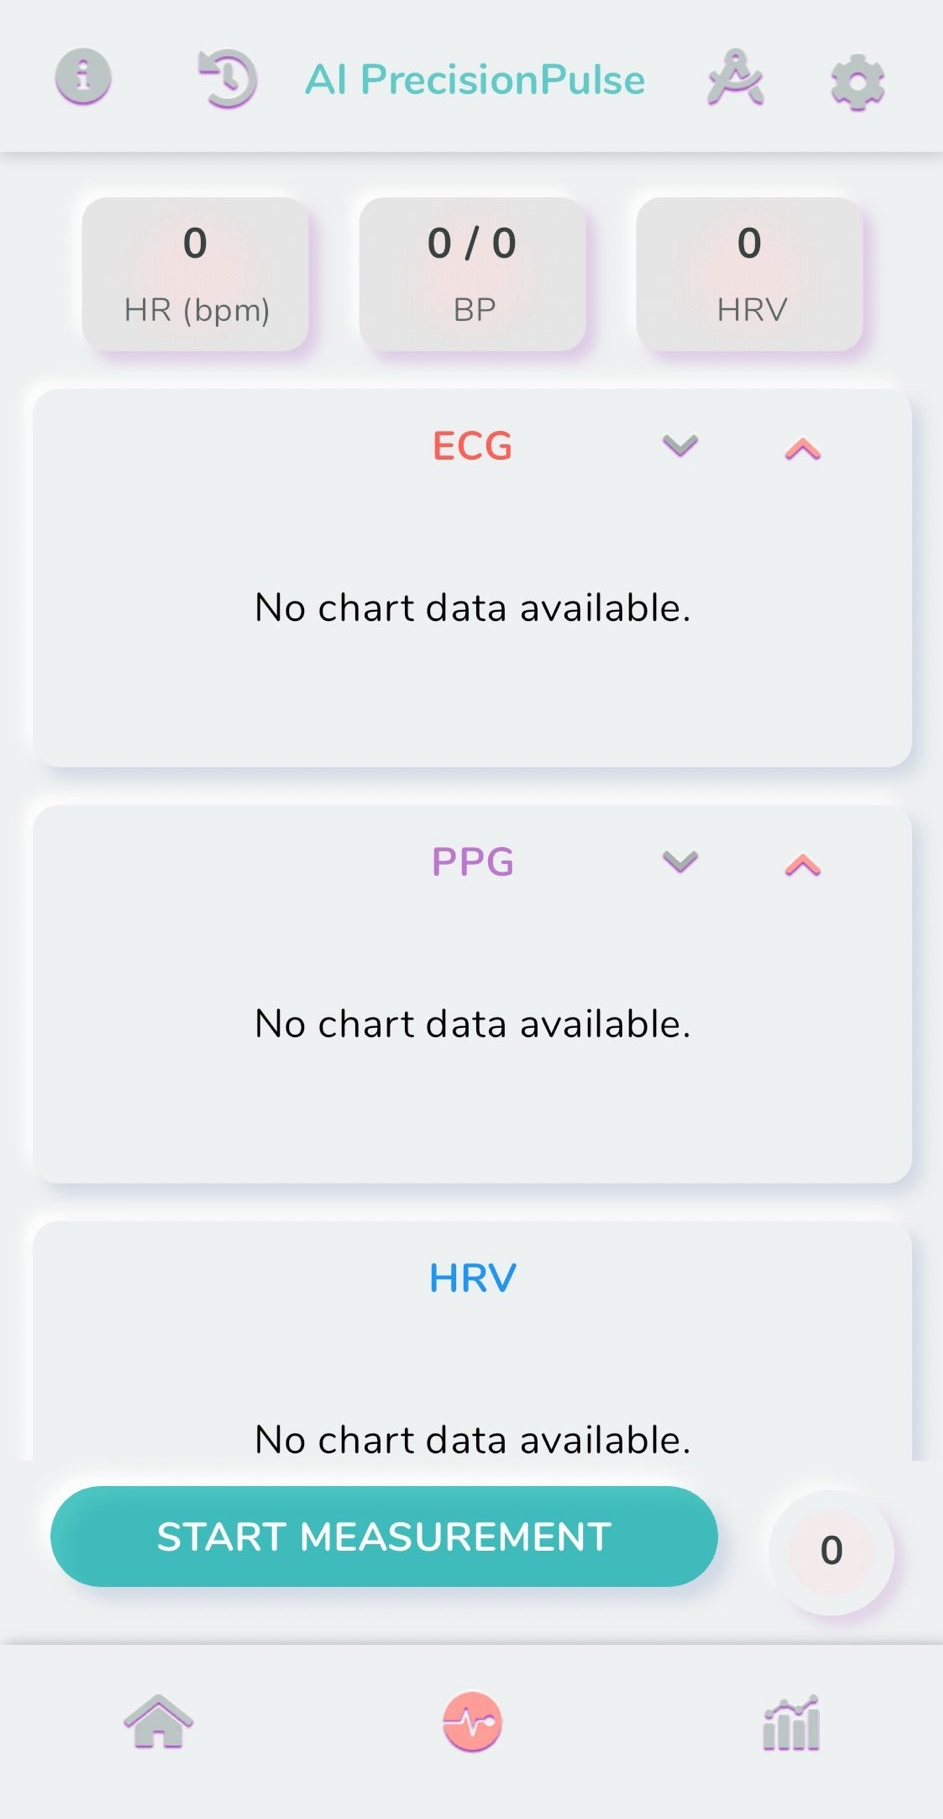 AI PrecisionPulse
0
HR (bpm)
0 / 0
BP
0
HRV
ECG
No chart data available.
PPG
No chart data available.
HRV
No chart data available.
START MEASUREMENT
0